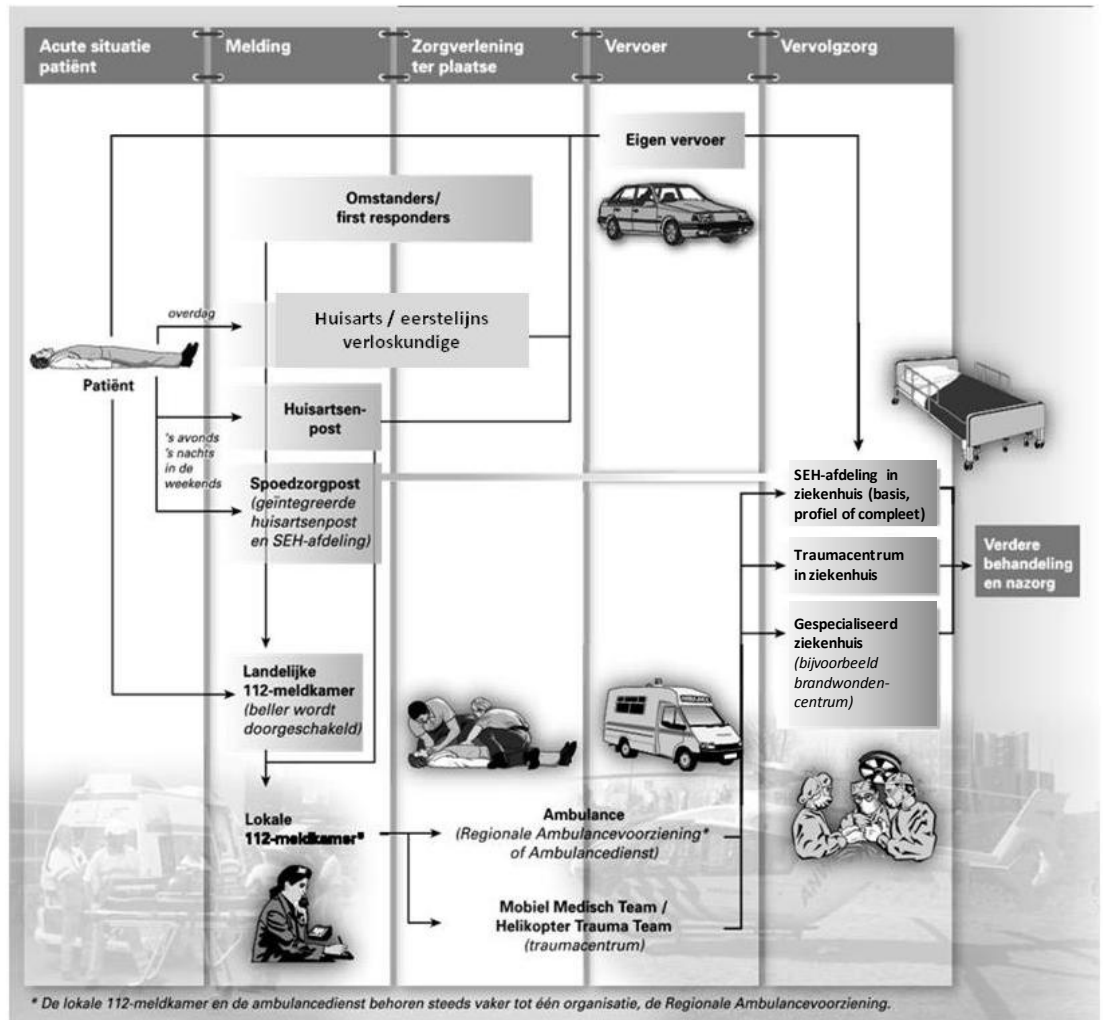 Acute situatie
patiënt
Melding
Zorgverlening
ter plaatse
Vervoer
Vervolgzorg
Eigen vervoer
Omstanders/
first responders
overdag
Huisarts / eerstelijns
verloskundige
Patiënt
Huisartsen-
post
's avonds
's nachts
in de
weekends
Spoedzorgpost
(geïntegreerde
huisartsenpost
en SEH-afdeling)
SEH-afdeling in
ziekenhuis (basis,
profiel of compleet)
Traumacentrum
in ziekenhuis
Verdere
behandeling
en nazorg
Gespecialiseerd
ziekenhuis
(bijvoorbeeld
brandwonden-
centrum)
Landelijke
112-meldkamer
(beller wordt
doorgeschakeld)
Lokale
112-meldkamer*
Ambulance
(Regionale Ambulancevoorziening*
of Ambulancedienst)
Mobiel Medisch Team /
Helikopter Trauma Team
(traumacentrum)
* De lokale 112-meldkamer en de ambulancedienst behoren steeds vaker tot één organisatie, de Regionale Ambulancevoorziening.